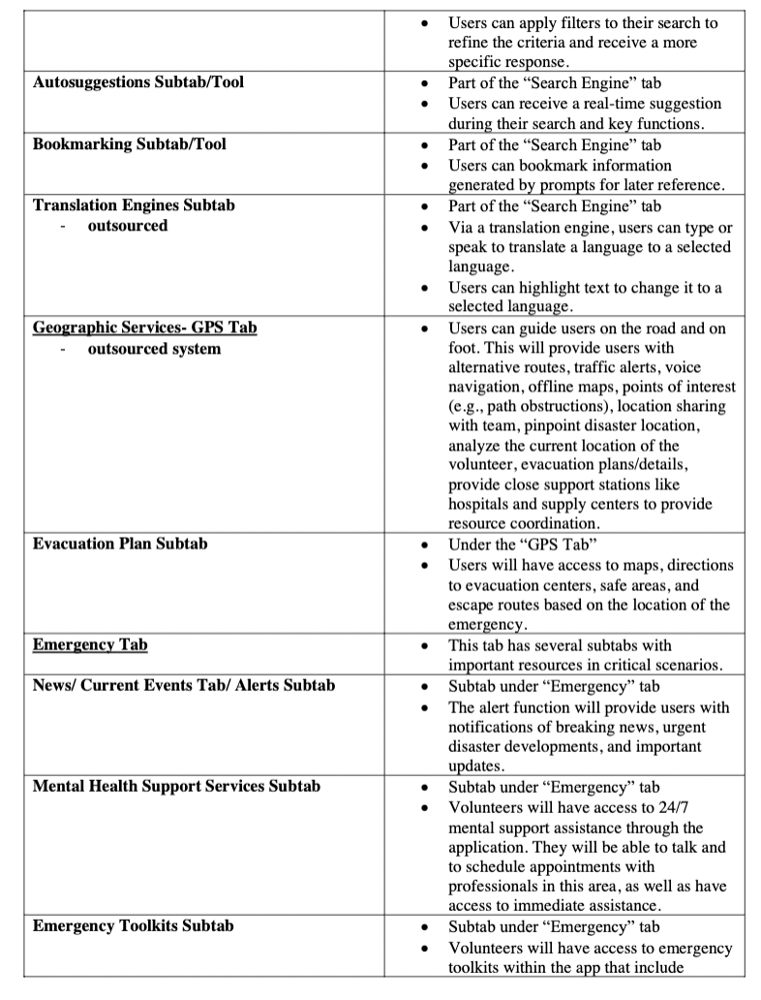 • Users can apply filters to their search to
refine the criteria and receive a more
specific response.
Autosuggestions Subtab/Tool
• Part of the “Search Engine” tab
• Users can receive a real-time suggestion
during their search and key functions.
Bookmarking Subtab/Tool
• Part of the “Search Engine” tab
• Users can bookmark information
generated by prompts for later reference.
Translation Engines Subtab
- outsourced
• Part of the “Search Engine” tab
• Via a translation engine, users can type or
speak to translate a language to a selected
language.
• Users can highlight text to change it to a
selected language.
Geographic Services- GPS Tab
- outsourced system
• Users can guide users on the road and on
foot. This will provide users with
alternative routes, traffic alerts, voice
navigation, offline maps, points of interest
(e.g., path obstructions), location sharing
with team, pinpoint disaster location,
analyze the current location of the
volunteer, evacuation plans/details,
provide close support stations like
hospitals and supply centers to provide
resource coordination.
Evacuation Plan Subtab
• Under the “GPS Tab”
• Users will have access to maps, directions
to evacuation centers, safe areas, and
escape routes based on the location of the
emergency.
Emergency Tab
• This tab has several subtabs with
important resources in critical scenarios.
News/ Current Events Tab/ Alerts Subtab
• Subtab under “Emergency” tab
• The alert function will provide users with
notifications of breaking news, urgent
disaster developments, and important
updates.
Mental Health Support Services Subtab
• Subtab under “Emergency” tab
• Volunteers will have access to 24/7
mental support assistance through the
application. They will be able to talk and
to schedule appointments with
professionals in this area, as well as have
access to immediate assistance.
Emergency Toolkits Subtab
• Subtab under “Emergency” tab
• Volunteers will have access to emergency
toolkits within the app that include